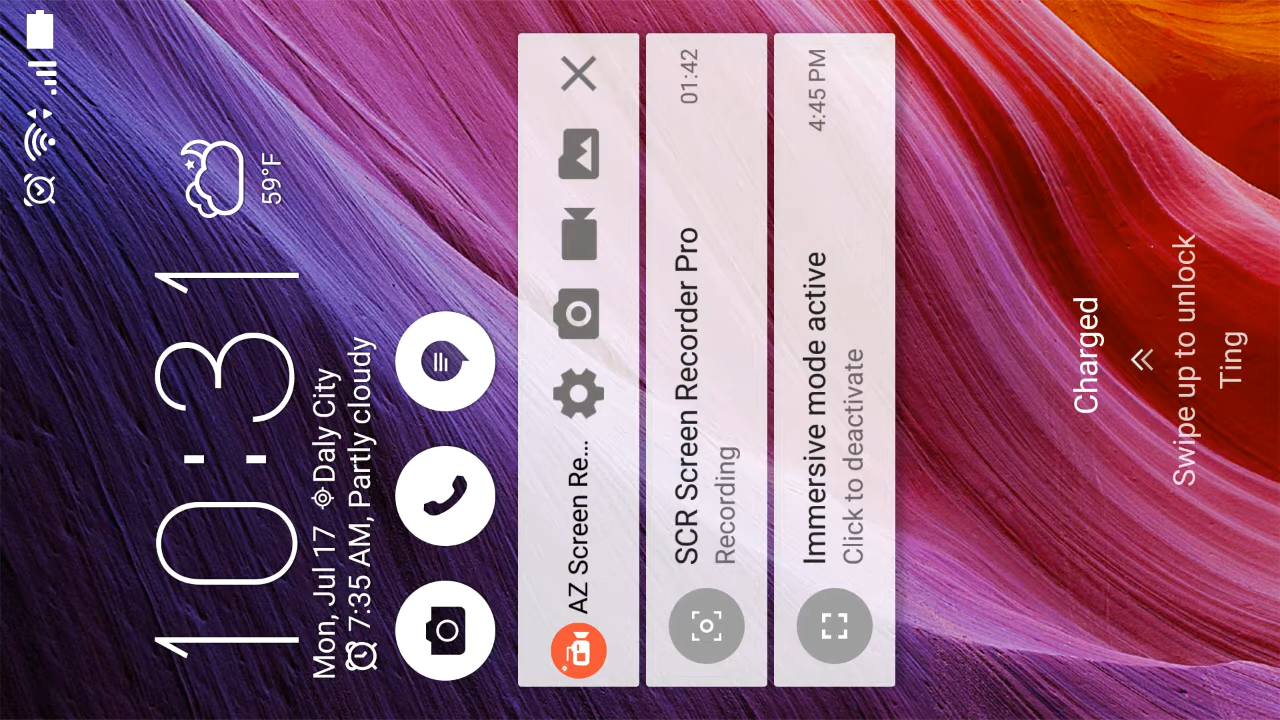 59°F
10:31
Mon, Jul 17 Daly City
7:35 AM, Partly cloudy
AZ Screen Re...
SCR Screen Recorder Pro 01:42
Recording
Immersive mode active 4:45 PM
Click to deactivate
Charged
Swipe up to unlock
Ting